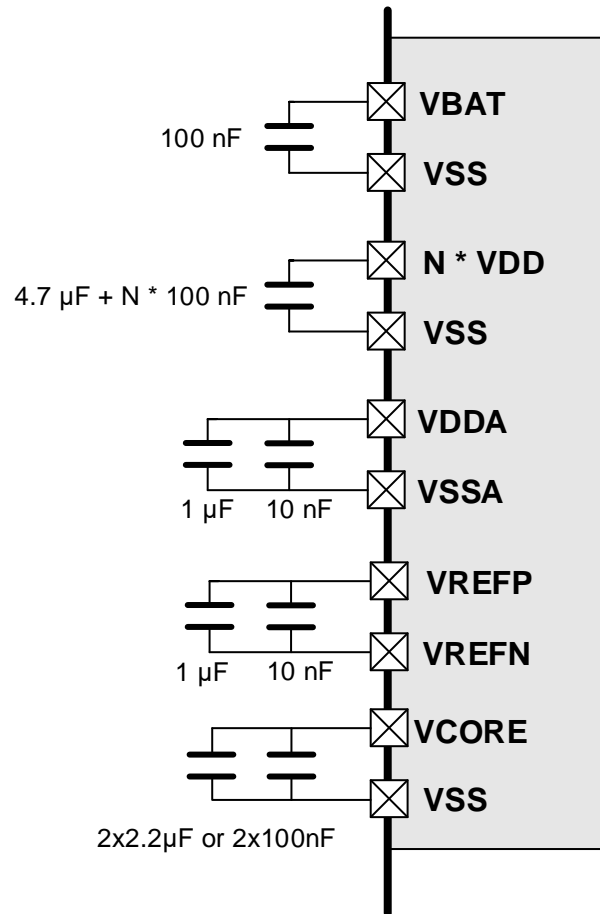 VBAT
100 nF
VSS
N * VDD
4.7 µF + N * 100 nF
VSS
VDDA
VSSA
1 µF 10 nF
VREFP
VREFN
1 µF 10 nF
VCORE
VSS
2x2.2µF or 2x100nF